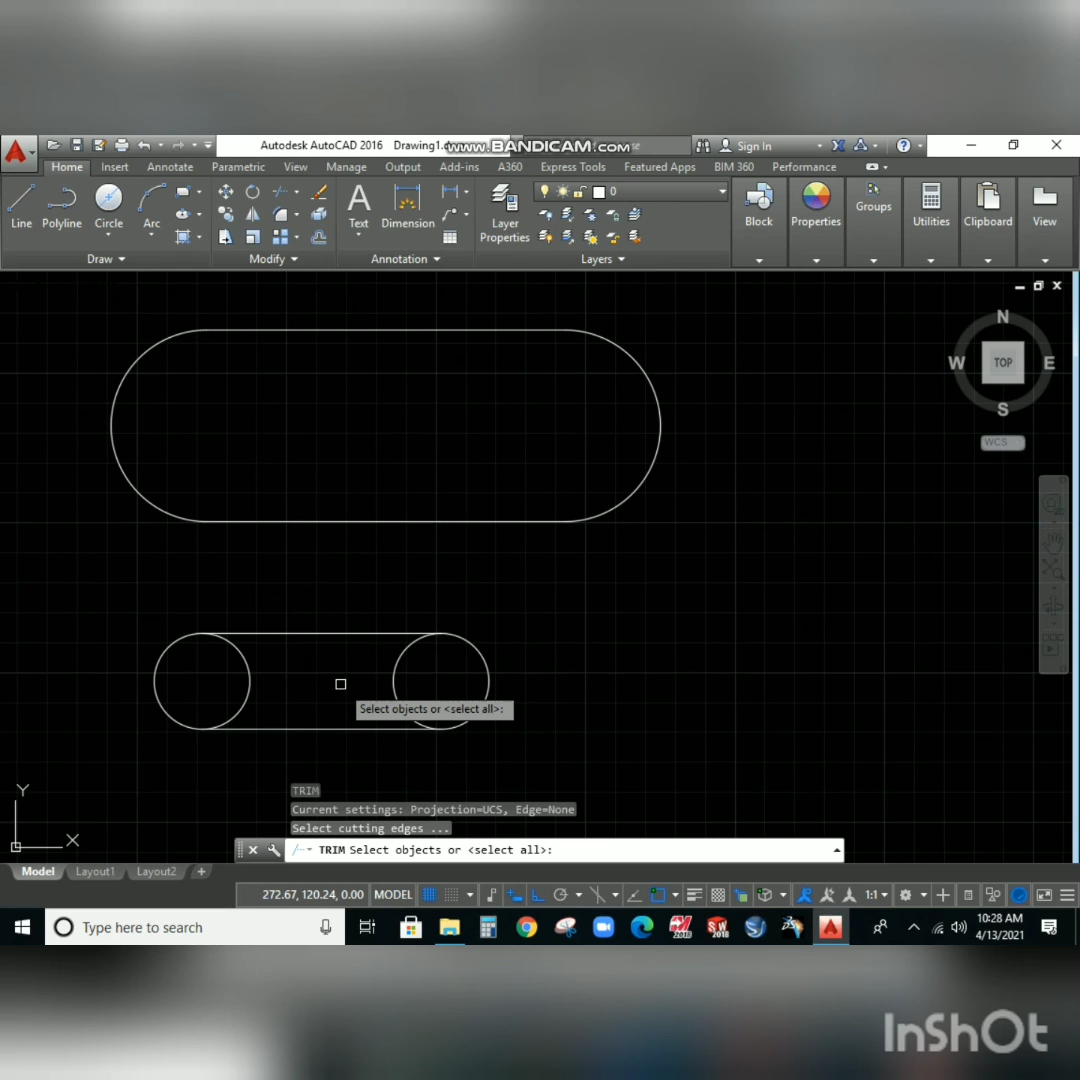 Autodesk AutoCAD 2016 Drawing1.
WWW.BANDICAM.COM
Sign In
Home Insert Annotate Parametric View Manage Output Add-ins A360 Express Tools Featured Apps BIM 360 Performance
0
Line Polyline Circle Arc
Text Dimension
Layer
Properties
Block Properties Groups Utilities Clipboard View
Draw Modify Annotation Layers
N
W TOP E
S
WCS
Select objects or <select all>:
Y
X
TRIM
Current settings: Projection=UCS, Edge=None
Select cutting edges ...
TRIM Select objects or <select all>:
Model Layout1 Layout2 +
272.67, 120.24, 0.00 MODEL 1:1
Type here to search
10:28 AM
4/13/2021
InShOt